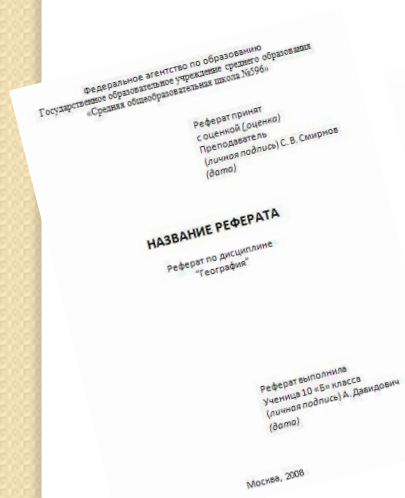 Федеральное агентство по образованию
Государственное образовательное учреждение среднего образования
«Средняя общеобразовательная школа №596»
Реферат принят
с оценкой (оценка)
Преподаватель
(личная подпись) С. В. Смирнов
(дата)
НАЗВАНИЕ РЕФЕРАТА
Реферат по дисциплине
"География"
Реферат выполнила
Ученица 10 «Б» класса
(личная подпись) А. Давидович
(дата)
Москва, 2008